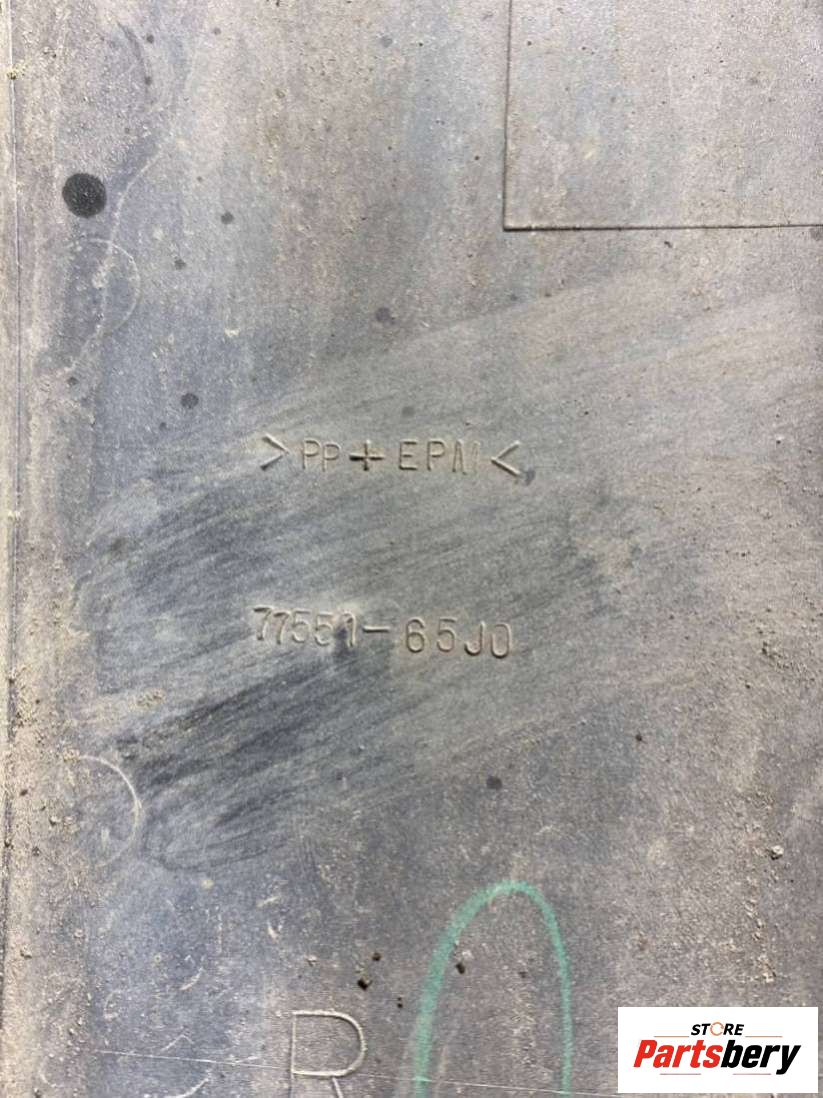 >PP+EPM<
77551-65J0
R
STORE
Partsbery